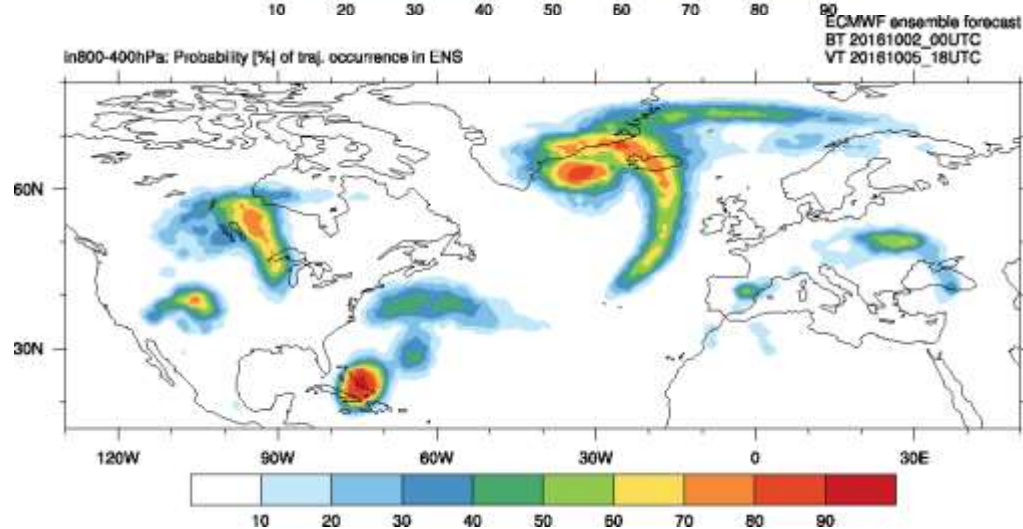 10 20 30 40 50 60 70 80 90
ECMWF ensemble forecast
BT 20161002_00UTC
in800-400hPa: Probability [%] of traj. occurrence in ENS
VT 20161005_18UTC
60N
30N
120W 90W 60W 30W 0 30E
10 20 30 40 50 60 70 80 90